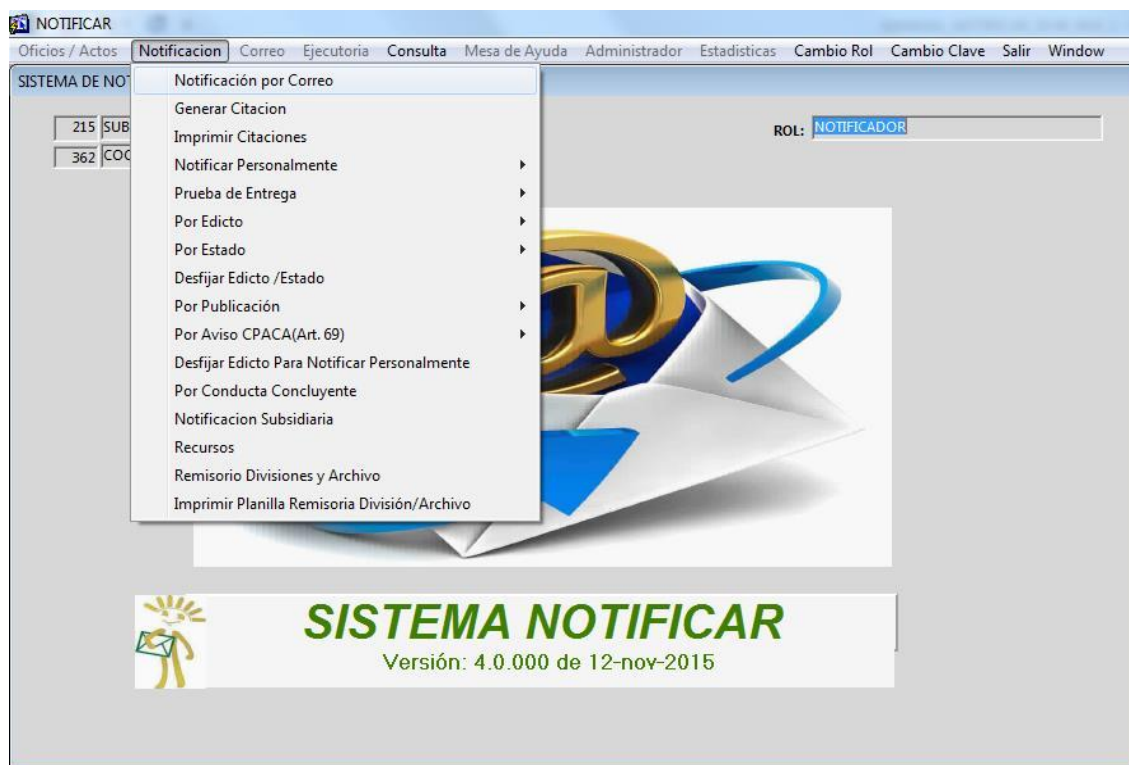 NOTIFICAR
Oficios / Actos Notificacion Correo Ejecutoria Consulta Mesa de Ayuda Administrador Estadisticas Cambio Rol Cambio Clave Salir Window
SISTEMA DE NO
215 SUB
ROL: NOTIFICADOR
362
Notificación por Correo
Generar Citacion
Imprimir Citaciones
Notificar Personalmente
Prueba de Entrega
Por Edicto
Por Estado
Desfijar Edicto /Estado
Por Publicación
Por Aviso CPACA(Art. 69)
Desfijar Edicto Para Notificar Personalmente
Por Conducta Concluyente
Notificacion Subsidiaria
Recursos
Remisorio Divisiones y Archivo
Imprimir Planilla Remisoria División/Archivo
SISTEMA NOTIFICAR
Versión: 4.0.000 de 12-nov-2015